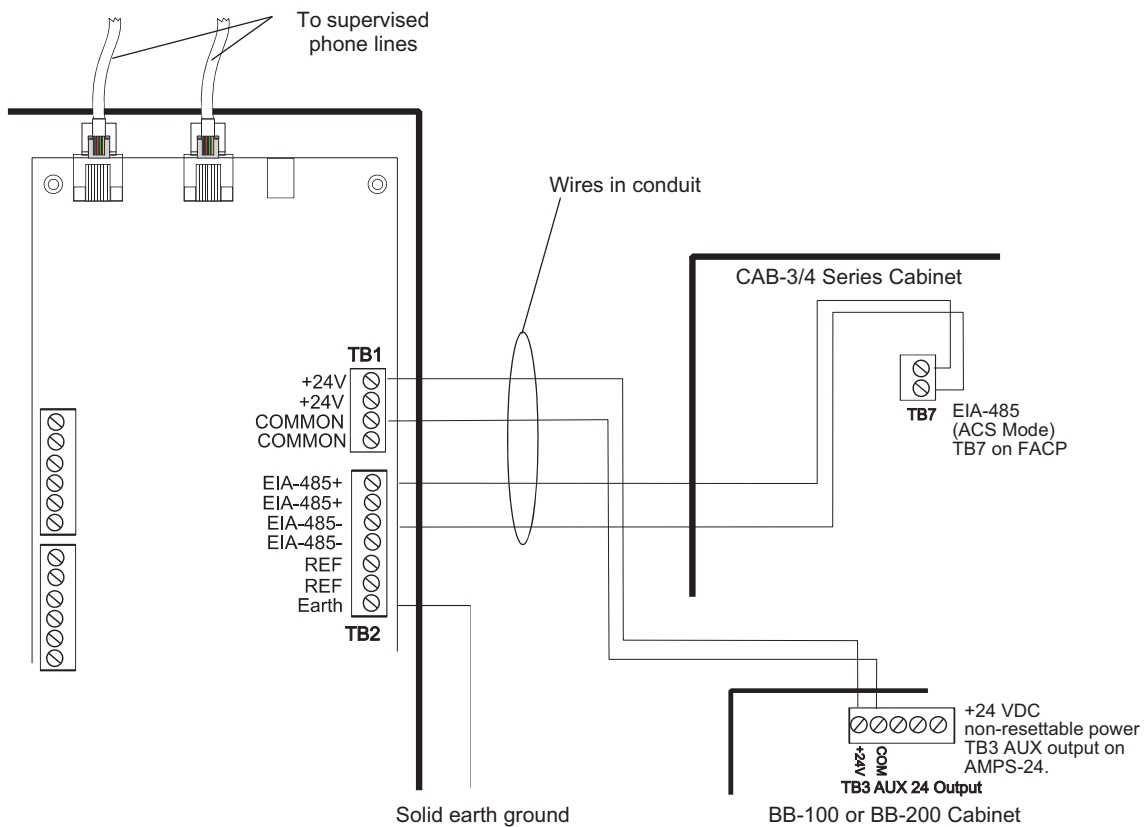 To supervised
phone lines
Wires in conduit
CAB-3/4 Series Cabinet
TB1
+24V
+24V
COMMON
COMMON
TB7
EIA-485
(ACS Mode)
TB7 on FACP
EIA-485+
EIA-485+
EIA-485-
EIA-485-
REF
REF
Earth
TB2
+24V
COM
+24 VDC
non-resettable power
TB3 AUX output on
AMPS-24.
TB3 AUX 24 Output
Solid earth ground
BB-100 or BB-200 Cabinet